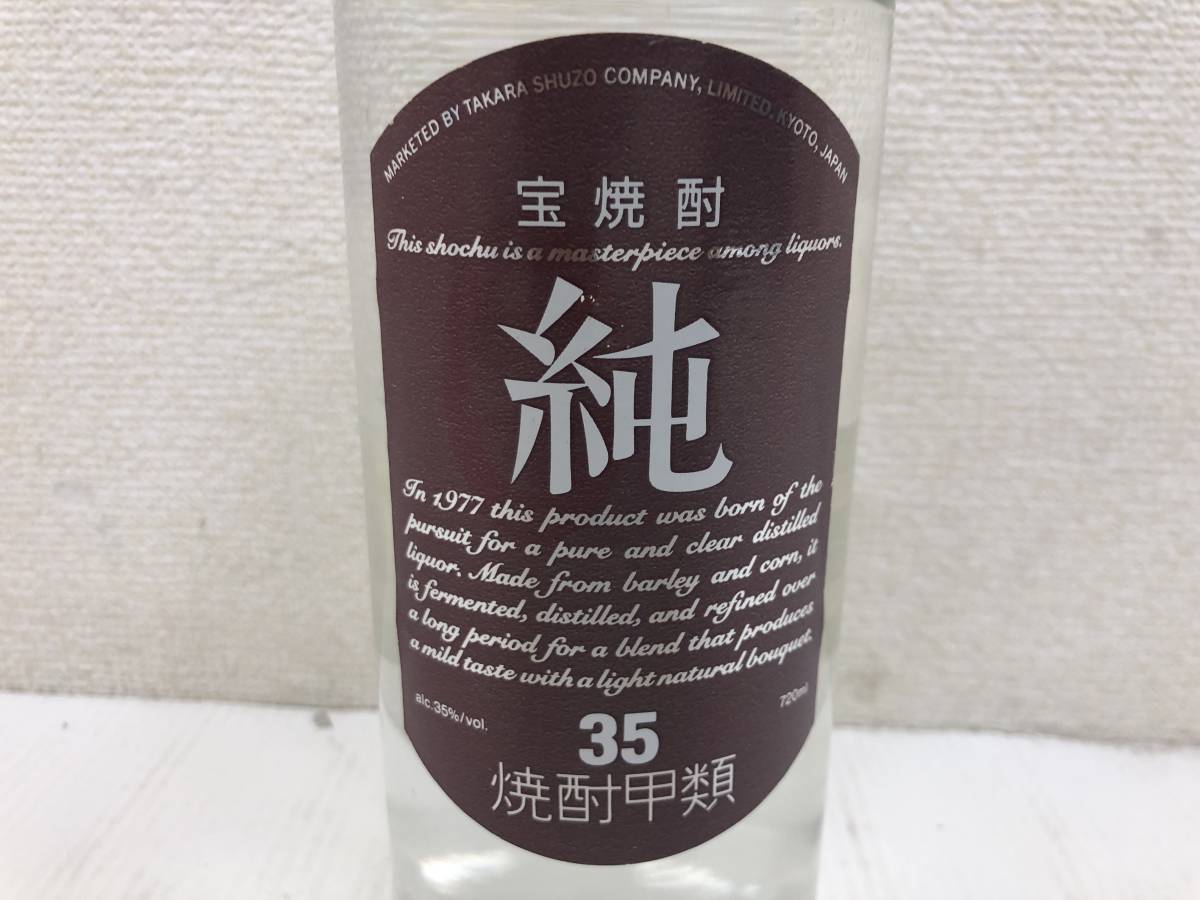 MARKETED BY TAKARA SHUZO COMPANY, LIMITED. KYOTO, JAPAN
宝焼酎
This shochu is a masterpiece among liquors.
純
In 1977 this product was born of the
pursuit for a pure and clear distilled
liquor. Made from barley and corn, it
is fermented, distilled, and refined over
a long period for a blend that produces
a mild taste with a light natural bouquet.
alc.35%/vol.
720ml
35
焼酎甲類